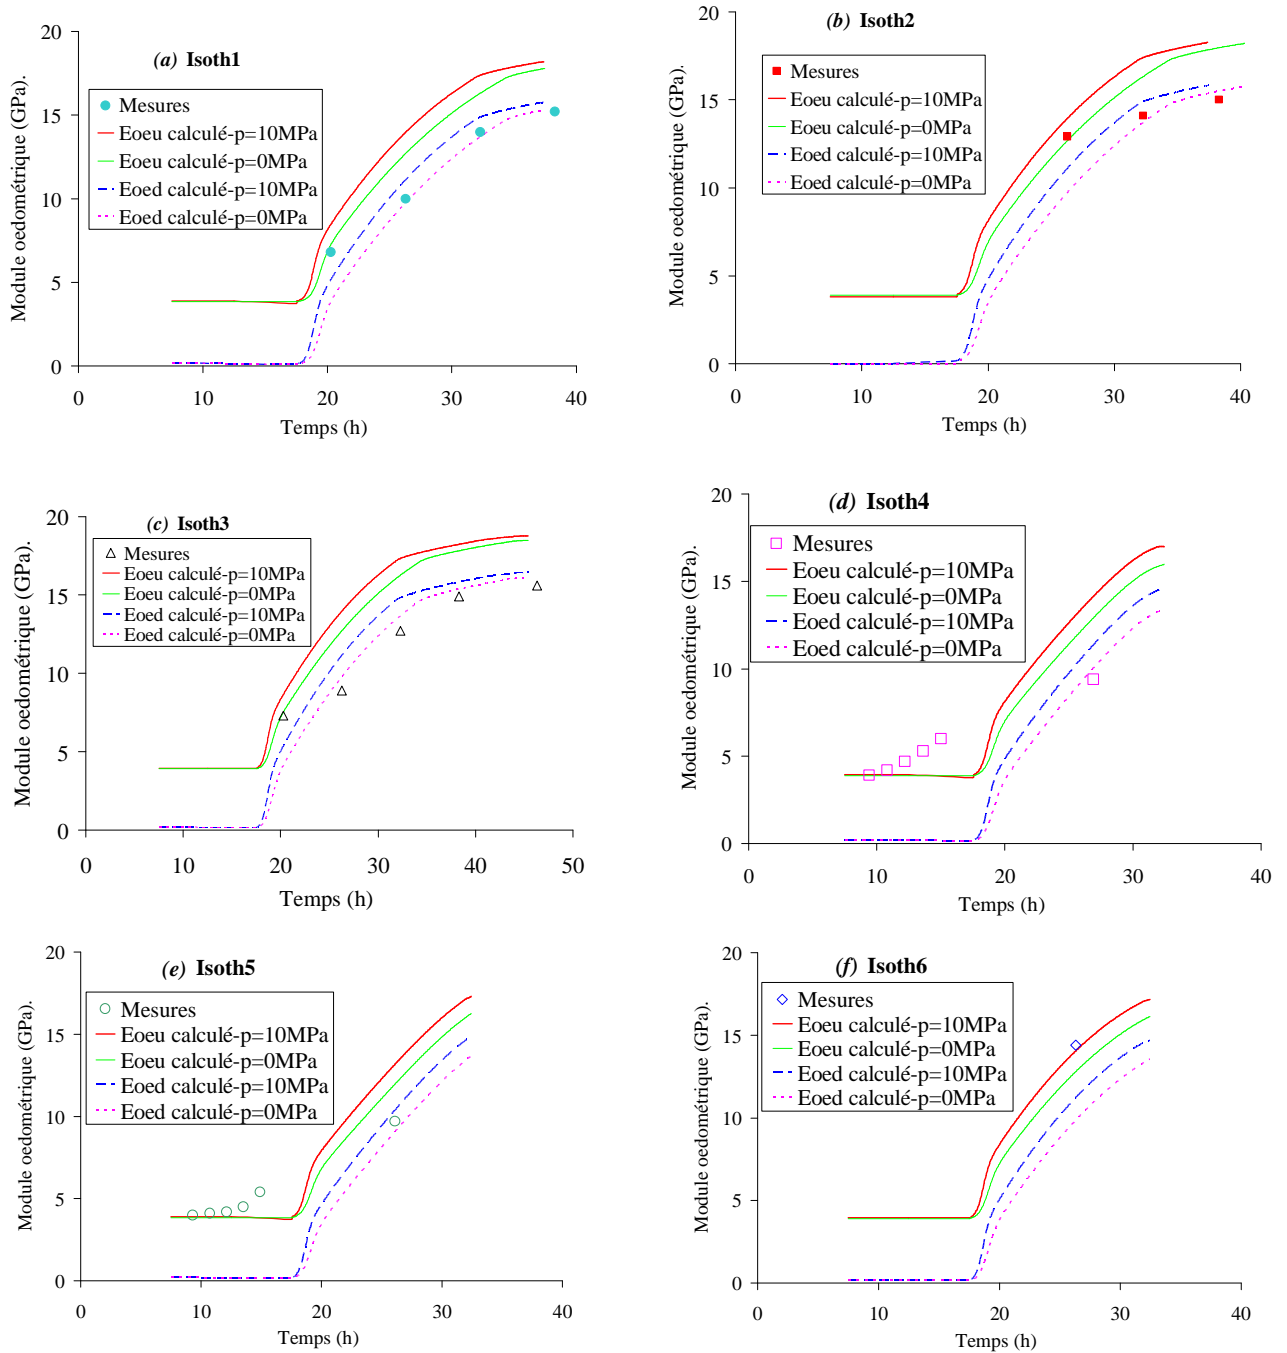 (a) Isoth1
Mesures
Eoeu calculé-p=10MPa
Eoeu calculé-p=0MPa
Eoed calculé-p=10MPa
Eoed calculé-p=0MPa
Module oedométrique (GPa).
20
15
10
5
0
0 10 20 30 40
Temps (h)
(b) Isoth2
Mesures
Eoeu calculé-p=10MPa
Eoeu calculé-p=0MPa
Eoed calculé-p=10MPa
Eoed calculé-p=0MPa
Module oedométrique (GPa).
20
15
10
5
0
0 10 20 30 40
Temps (h)
(c) Isoth3
Mesures
Eoeu calculé-p=10MPa
Eoeu calculé-p=0MPa
Eoed calculé-p=10MPa
Eoed calculé-p=0MPa
Module oedométrique (GPa).
20
15
10
5
0
0 10 20 30 40 50
Temps (h)
(d) Isoth4
Mesures
Eoeu calculé-p=10MPa
Eoeu calculé-p=0MPa
Eoed calculé-p=10MPa
Eoed calculé-p=0MPa
Module oedométrique (GPa).
20
15
10
5
0
0 10 20 30 40
Temps (h)
(e) Isoth5
Mesures
Eoeu calculé-p=10MPa
Eoeu calculé-p=0MPa
Eoed calculé-p=10MPa
Eoed calculé-p=0MPa
Module oedométrique (GPa).
20
15
10
5
0
0 10 20 30 40
Temps (h)
(f) Isoth6
Mesures
Eoeu calculé-p=10MPa
Eoeu calculé-p=0MPa
Eoed calculé-p=10MPa
Eoed calculé-p=0MPa
Module oedométrique (GPa).
20
15
10
5
0
0 10 20 30 40
Temps (h)